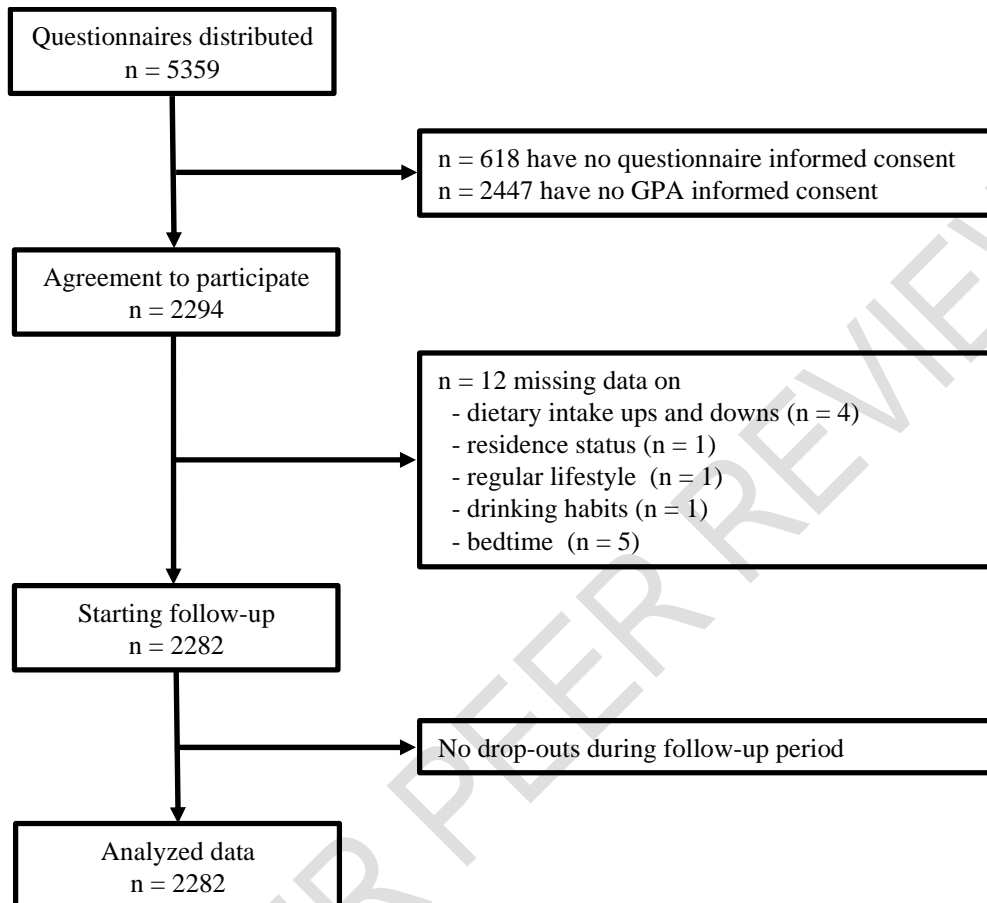 Questionnaires distributed
n = 5359
n = 618 have no questionnaire informed consent
n = 2447 have no GPA informed consent
Agreement to participate
n = 2294
n = 12 missing data on
- dietary intake ups and downs (n = 4)
- residence status (n = 1)
- regular lifestyle  (n = 1)
- drinking habits (n = 1)
- bedtime  (n = 5)
Starting follow-up
n = 2282
No drop-outs during follow-up period
Analyzed data
n = 2282
R PEER REVIEW